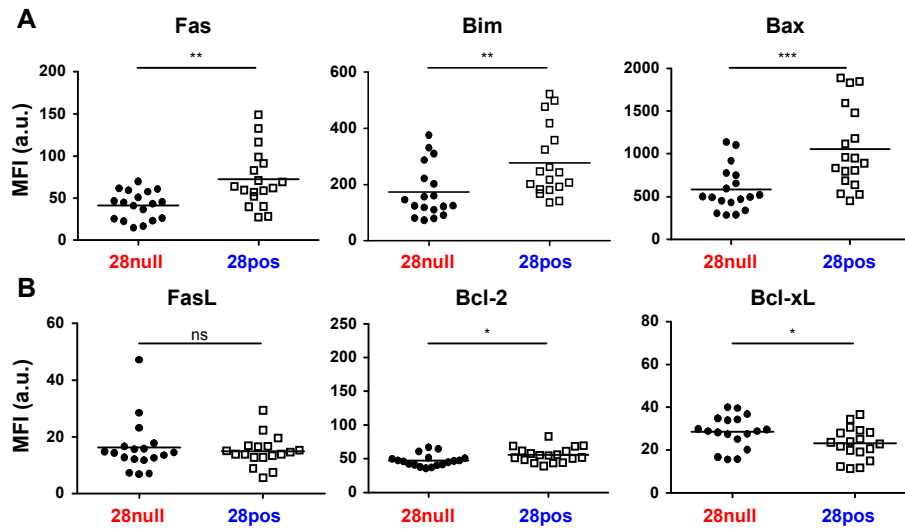 A
Fas
Bim
Bax
**
**
***
MFI (a.u.)
200
150
100
50
0
600
400
200
0
2000
1500
1000
500
0
28null
28pos
28null
28pos
28null
28pos
B
FasL
Bcl-2
Bcl-xL
ns
*
*
MFI (a.u.)
60
40
20
0
250
200
150
100
50
0
80
60
40
20
0
28null
28pos
28null
28pos
28null
28pos